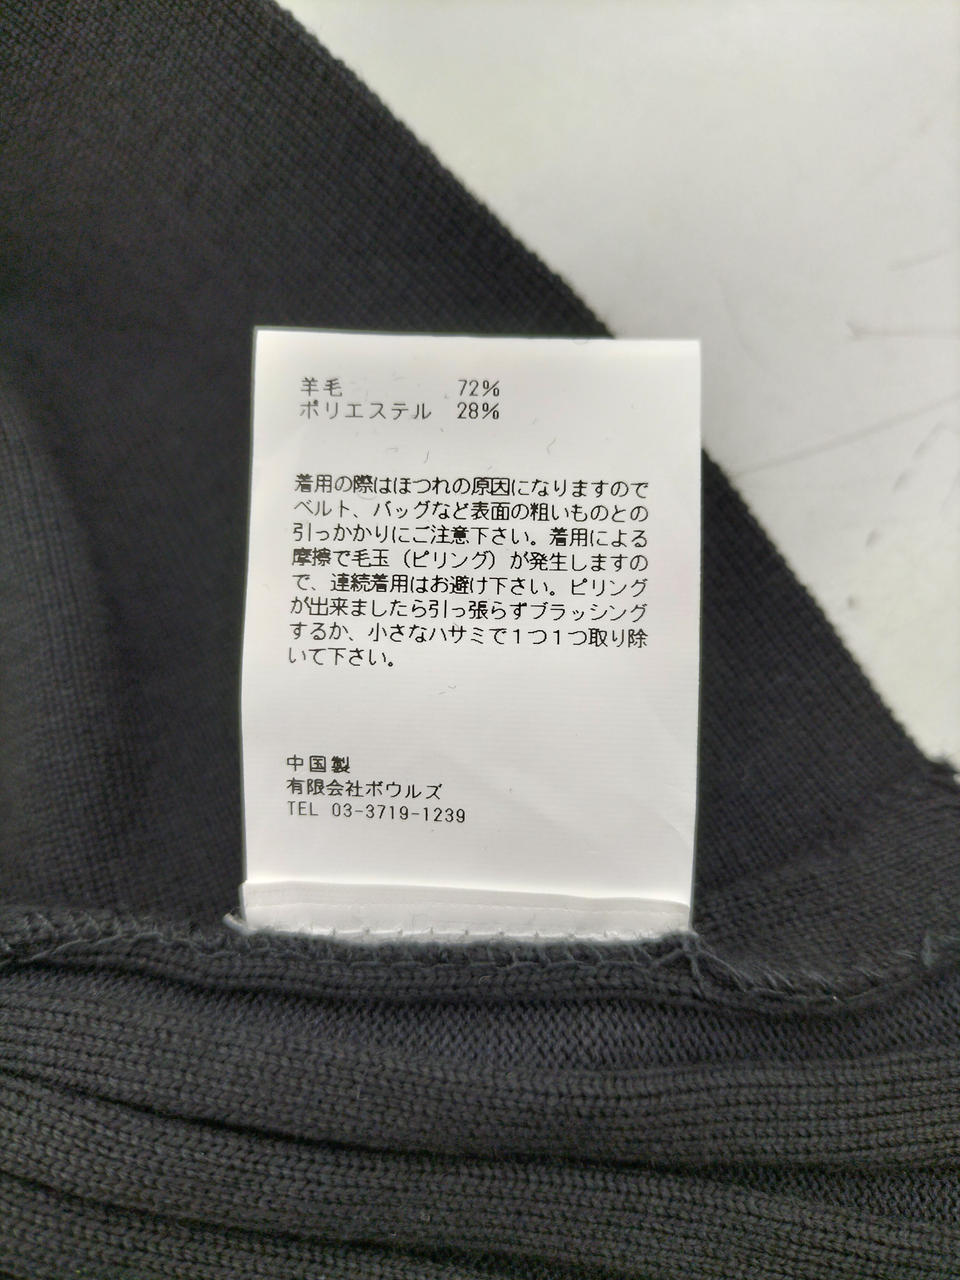 羊毛 72%
ポリエステル 28%
着用の際はほつれの原因になりますので
ベルト、バッグなど表面の粗いものとの
引っかかりにご注意下さい。着用による
摩擦で毛玉（ピリング）が発生しますの
で、連続着用はお避け下さい。ピリング
が出来ましたら引っ張らずブラッシング
するか、小さなハサミで１つ１つ取り除
いて下さい。
中国製
有限会社ボウルズ
TEL 03-3719-1239